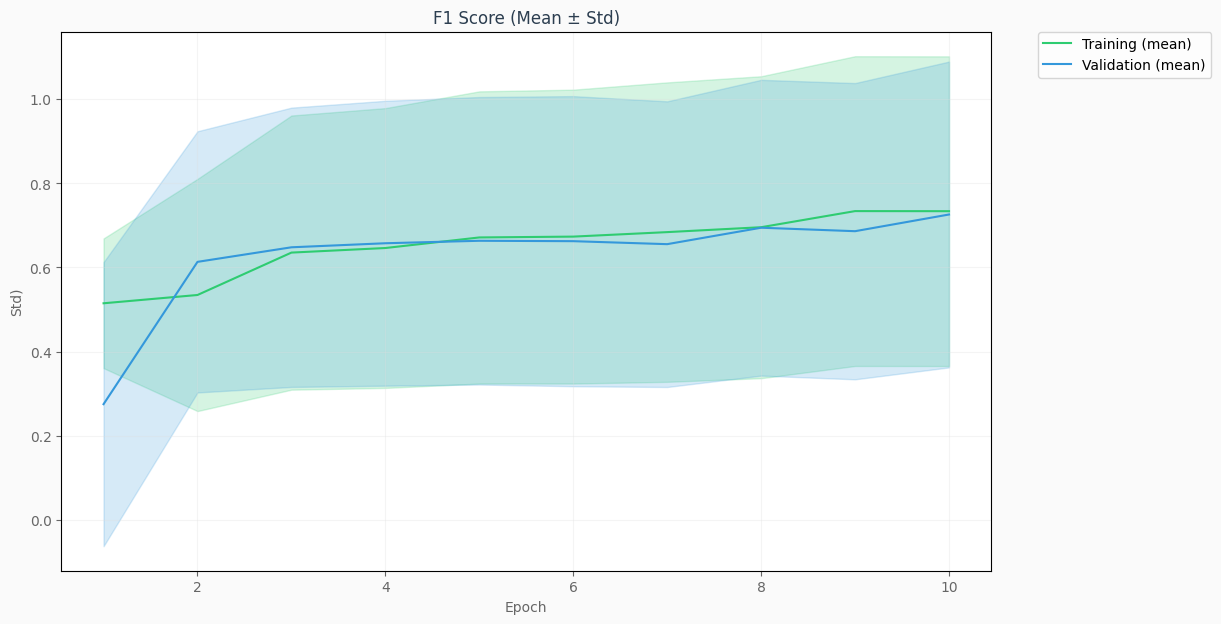 F1 Score (Mean ± Std)
Training (mean)
Validation (mean)
1.0
0.8
0.6
0.4
0.2
0.0
Std)
2
4
6
8
10
Epoch